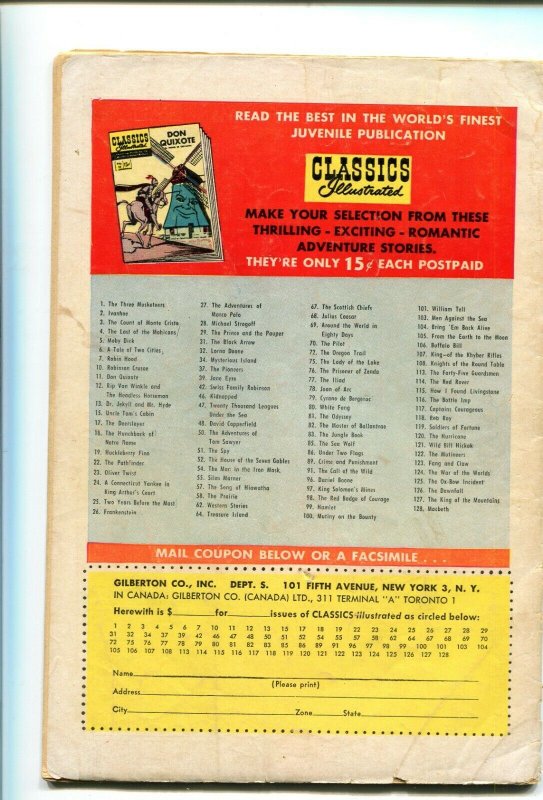 READ THE BEST IN THE WORLD'S FINEST
JUVENILE PUBLICATION
CLASSICS
Illustrated
DON
QUIXOTE
CLASSICS
Illustrated
MAKE YOUR SELECTION FROM THESE
THRILLING - EXCITING - ROMANTIC
ADVENTURE STORIES.
THEY'RE ONLY 15¢ EACH POSTPAID
1. The Three Musketeers
2. Ivanhoe
3. The Count of Monte Cristo
4. The Last of the Mohicans
5. Moby Dick
6. A Tale of Two Cities
7. Robin Hood
10. Robinson Crusoe
11. Don Quixote
12. Rip Van Winkle and
The Headless Horseman
13. Dr. Jekyll and Mr. Hyde
15. Uncle Tom's Cabin
17. The Deerslayer
18. The Hunchback of
Notre Dame
19. Huckleberry Finn
22. The Pathfinder
23. Oliver Twist
24. A Connecticut Yankee in
King Arthur's Court
25. Two Years Before the Mast
26. Frankenstein
27. The Adventures of
Marco Polo
28. Michael Strogoff
29. The Prince and the Pauper
31. The Black Arrow
32. Lorna Doone
34. Mysterious Island
37. The Pioneers
39. Jane Eyre
42. Swiss Family Robinson
46. Kidnapped
47. Twenty Thousand Leagues
Under the Sea
48. David Copperfield
50. The Adventures of
Tom Sawyer
51. The Spy
52. The House of the Seven Gables
54. The Man in the Iron Mask,
55. Silas Marner
57. The Song of Hiawatha
58. The Prairie
62. Western Stories
64. Treasure Island
67. The Scottish Chiefs
68. Julius Caesar
69. Around the World in
Eighty Days
70. The Pilot
72. The Oregon Trail
75. The Lady of the Lake
76. The Prisoner of Zenda
77. The Iliad
78. Joan of Arc
79. Cyrano de Bergerac
80. White Fang
81. The Odyssey
82. The Master of Ballantrae
83. The Jungle Book
85. The Sea Wolf
86. Under Two Flags
89. Crime and Punishment
91. The Call of the Wild
96. Daniel Boone
97. King Solomon's Mines
98. The Red Badge of Courage
99. Hamlet
100. Mutiny on the Bounty
101. William Tell
103. Men Against the Sea
104. Bring 'Em Back Alive
105. From the Earth to the Moon
106. Buffalo Bill
107. King—of the Khyber Rifles
108. Knights of the Round Table
112. The Forty-Five Guardsmen
114. The Red Rover
115. How I Found Livingstone
116. The Bottle Imp
117. Captains Courageous
118. Rob Roy
119. Soldiers of Fortune
120. The Hurricane
121. Wild Bill Hickok
122. The Mutineers
123. Fang and Claw
124. The War of the Worlds
125. The Ox-Bow Incident
126. The Downfall
127. The King of the Mountains
128. Macbeth
MAIL COUPON BELOW OR A FACSIMILE . . .
GILBERTON CO., INC. DEPT. S. 101 FIFTH AVENUE, NEW YORK 3, N. Y.
IN CANADA: GILBERTON CO. (CANADA) LTD., 311 TERMINAL "A" TORONTO 1
Herewith is $ for issues of CLASSICS-illustrated as circled below:
1 2 3 4 5 6 7 10 11 12 13 15 17 18 19 22 23 24 25 26 27 28 29
31 32 34 37 39 42 46 47 48 50 51 52 54 55 57 58 62 64 67 68 69 70
72 75 76 77 78 79 80 81 82 83 85 86 89 91 96 97 98 99 100 101 103 104
105 106 107 108 112 114 115 116 117 118 119 120 121 122 123 124 125 126 127 128
Name
(Please print)
Address
City Zone State